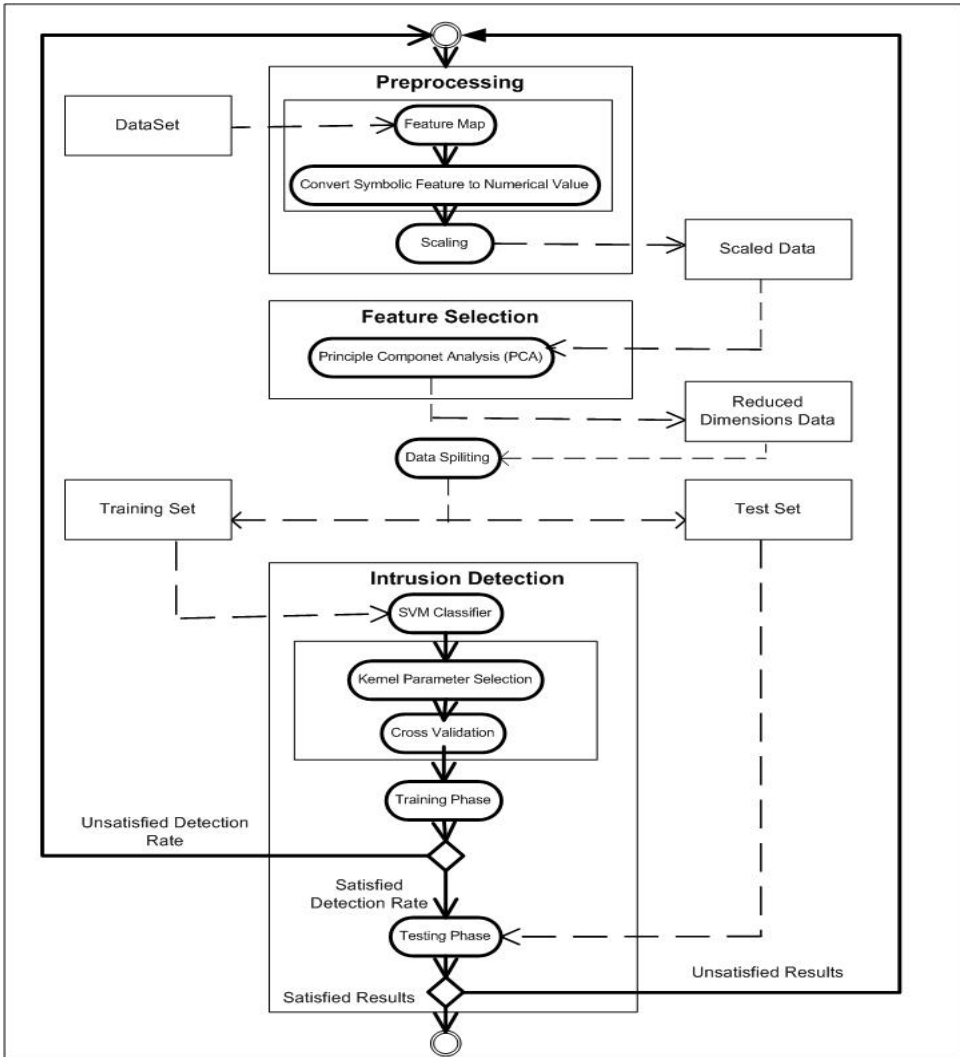 Preprocessing
DataSet
Feature Map
Convert Symbolic Feature to Numerical Value
Scaling
Scaled Data
Feature Selection
Principle Componet Analysis (PCA)
Reduced
Dimensions Data
Data Spiliting
Training Set
Test Set
Intrusion Detection
SVM Classifier
Kernel Parameter Selection
Cross Validation
Training Phase
Unsatisfied Detection
Rate
Satisfied
Detection Rate
Testing Phase
Unsatisfied Results
Satisfied Results